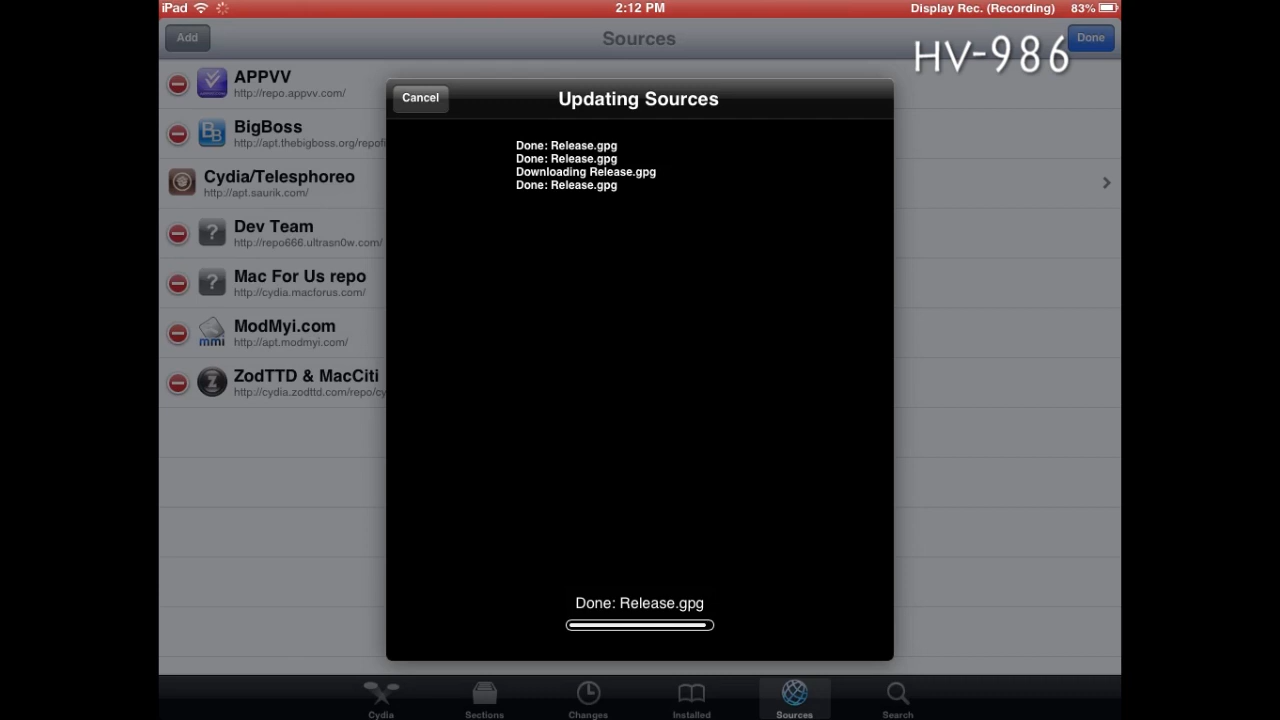 iPad
2:12 PM
Display Rec. (Recording)
83%
Add
Sources
HV-986
Done
APPVV
http://repo.appvv.com/
BigBoss
http://apt.thebigboss.org/repofi
Cydia/Telesphoreo
http://apt.saurik.com/
Dev Team
http://repo666.ultrasn0w.com/
Mac For Us repo
http://cydia.macforus.com/
mmi
ModMyi.com
http://apt.modmyi.com/
ZodTTD & MacCiti
http://cydia.zodttd.com/repo/cy
Cancel
Updating Sources
Done: Release.gpg
Done: Release.gpg
Downloading Release.gpg
Done: Release.gpg
Done: Release.gpg
Cydia
Sections
Changes
Installed
Sources
Search